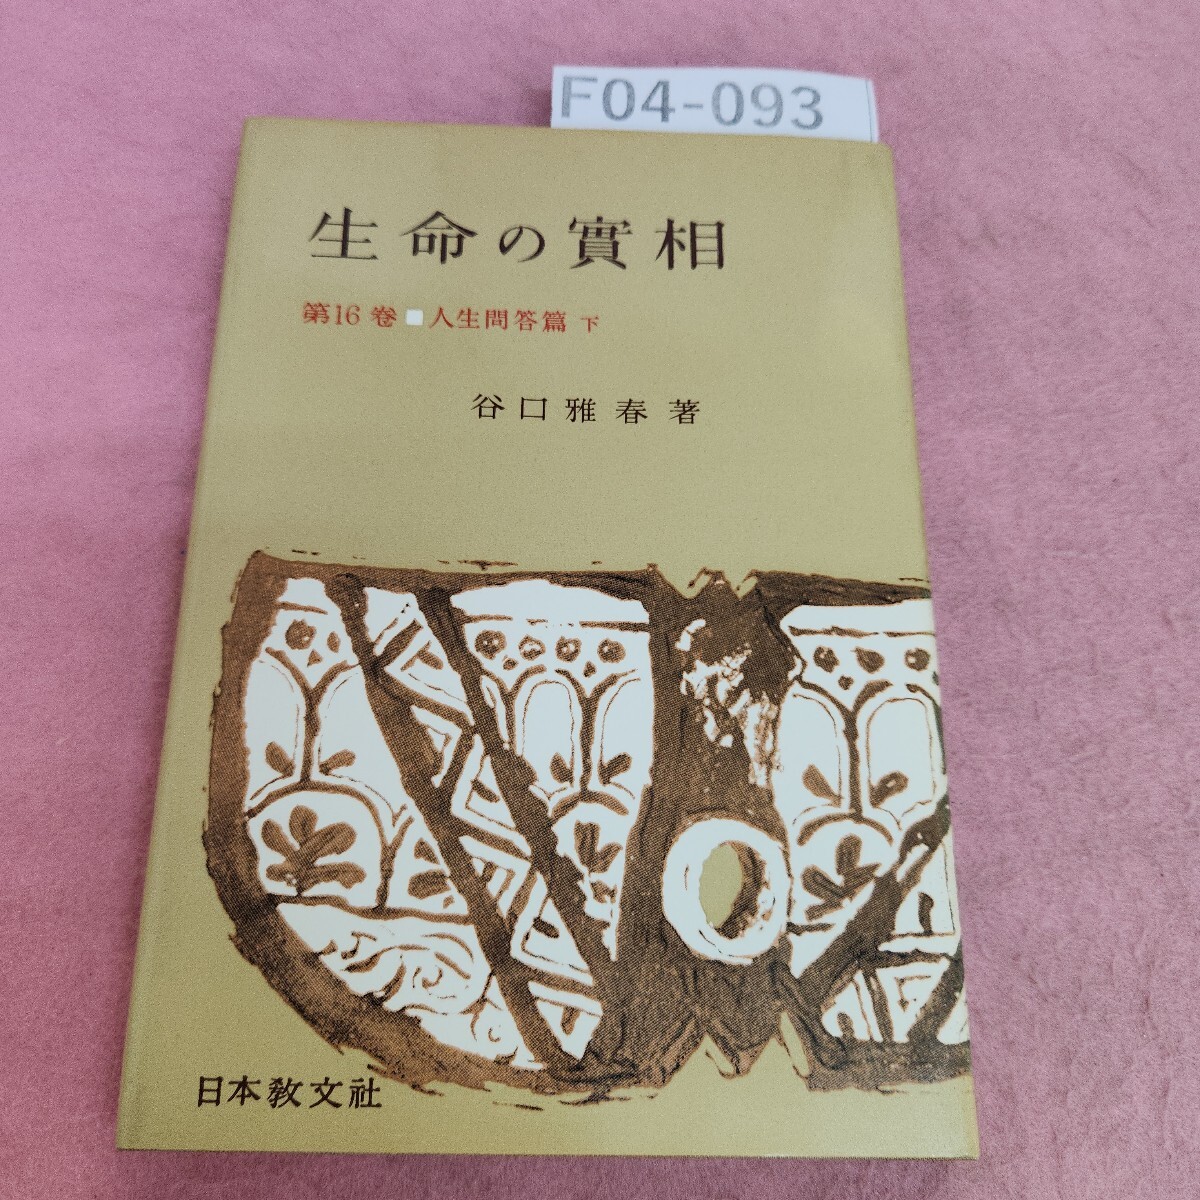 F04-093
生命の實相
第16巻 人生問答篇 下
谷口雅春著
日本教文社